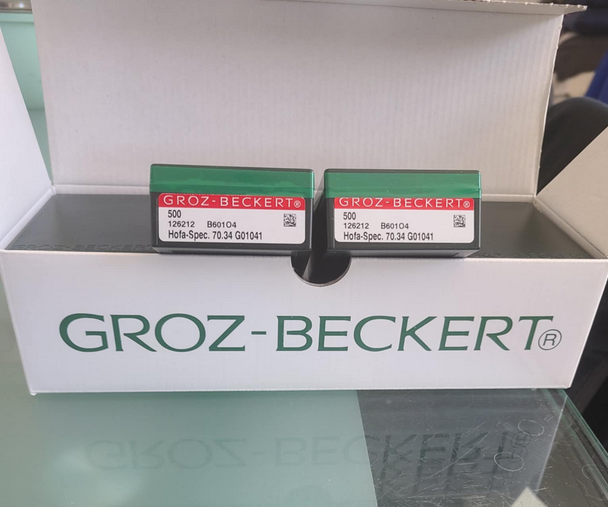 GROZ-BECKERT®
500
126212 B601O4
Hofa-Spec. 70.34 G01041
GROZ-BECKERT®
500
126212 B601O4
Hofa-Spec. 70.34 G01041
GROZ-BECKERT®